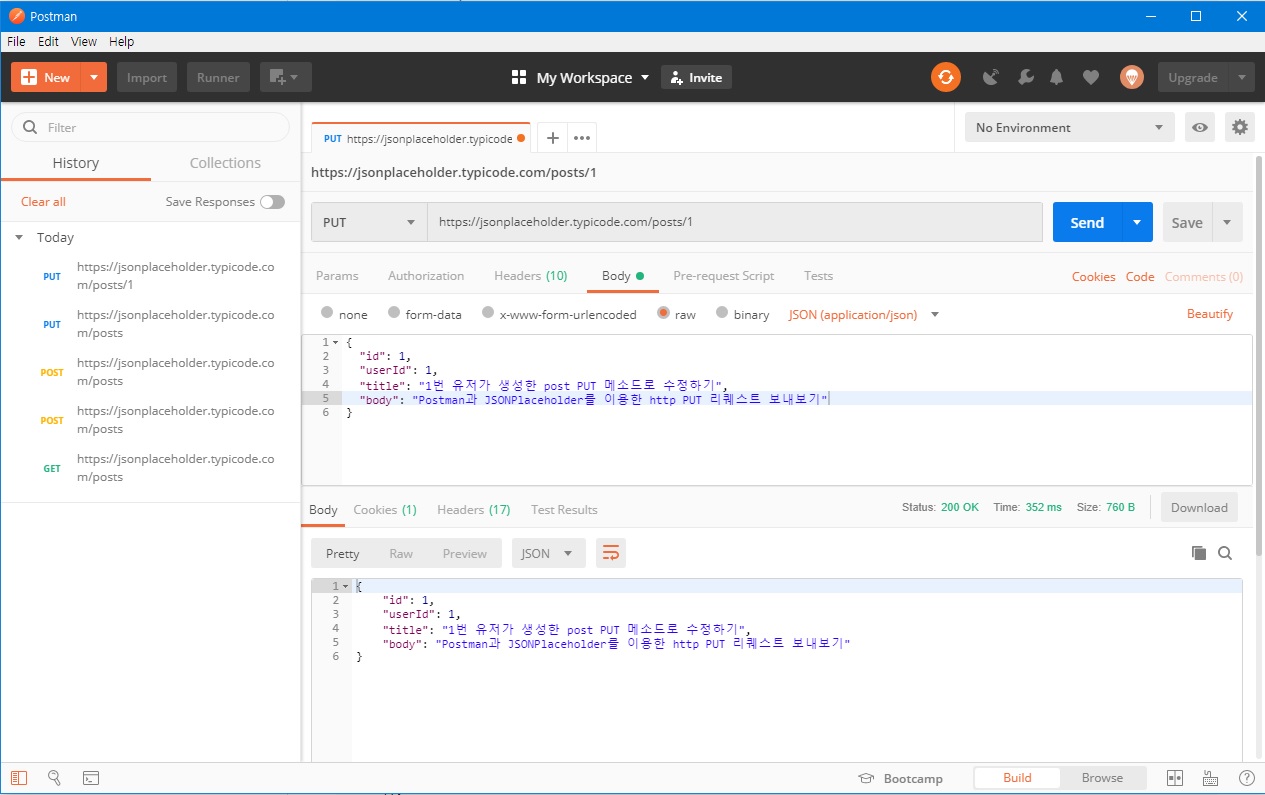 Postman
File Edit View Help
New Import Runner My Workspace Invite Upgrade
Filter
History Collections
Clear all Save Responses
Today
PUT https://jsonplaceholder.typicode.co
m/posts/1
PUT https://jsonplaceholder.typicode.co
m/posts
POST https://jsonplaceholder.typicode.co
m/posts
POST https://jsonplaceholder.typicode.co
m/posts
GET https://jsonplaceholder.typicode.co
m/posts
PUT https://jsonplaceholder.typicode
No Environment
https://jsonplaceholder.typicode.com/posts/1
PUT https://jsonplaceholder.typicode.com/posts/1 Send Save
Params Authorization Headers (10) Body Pre-request Script Tests Cookies Code Comments (0)
none form-data x-www-form-urlencoded raw binary JSON (application/json) Beautify
1 {
2 "id": 1,
3 "userId": 1,
4 "title": "1번 유저가 생성한 post PUT 메소드로 수정하기",
5 "body": "Postman과 JSONPlaceholder를 이용한 http PUT 리퀘스트 보내보기"
6 }
Body Cookies (1) Headers (17) Test Results Status: 200 OK Time: 352 ms Size: 760 B Download
Pretty Raw Preview JSON
1 {
2 "id": 1,
3 "userId": 1,
4 "title": "1번 유저가 생성한 post PUT 메소드로 수정하기",
5 "body": "Postman과 JSONPlaceholder를 이용한 http PUT 리퀘스트 보내보기"
6 }
Bootcamp Build Browse